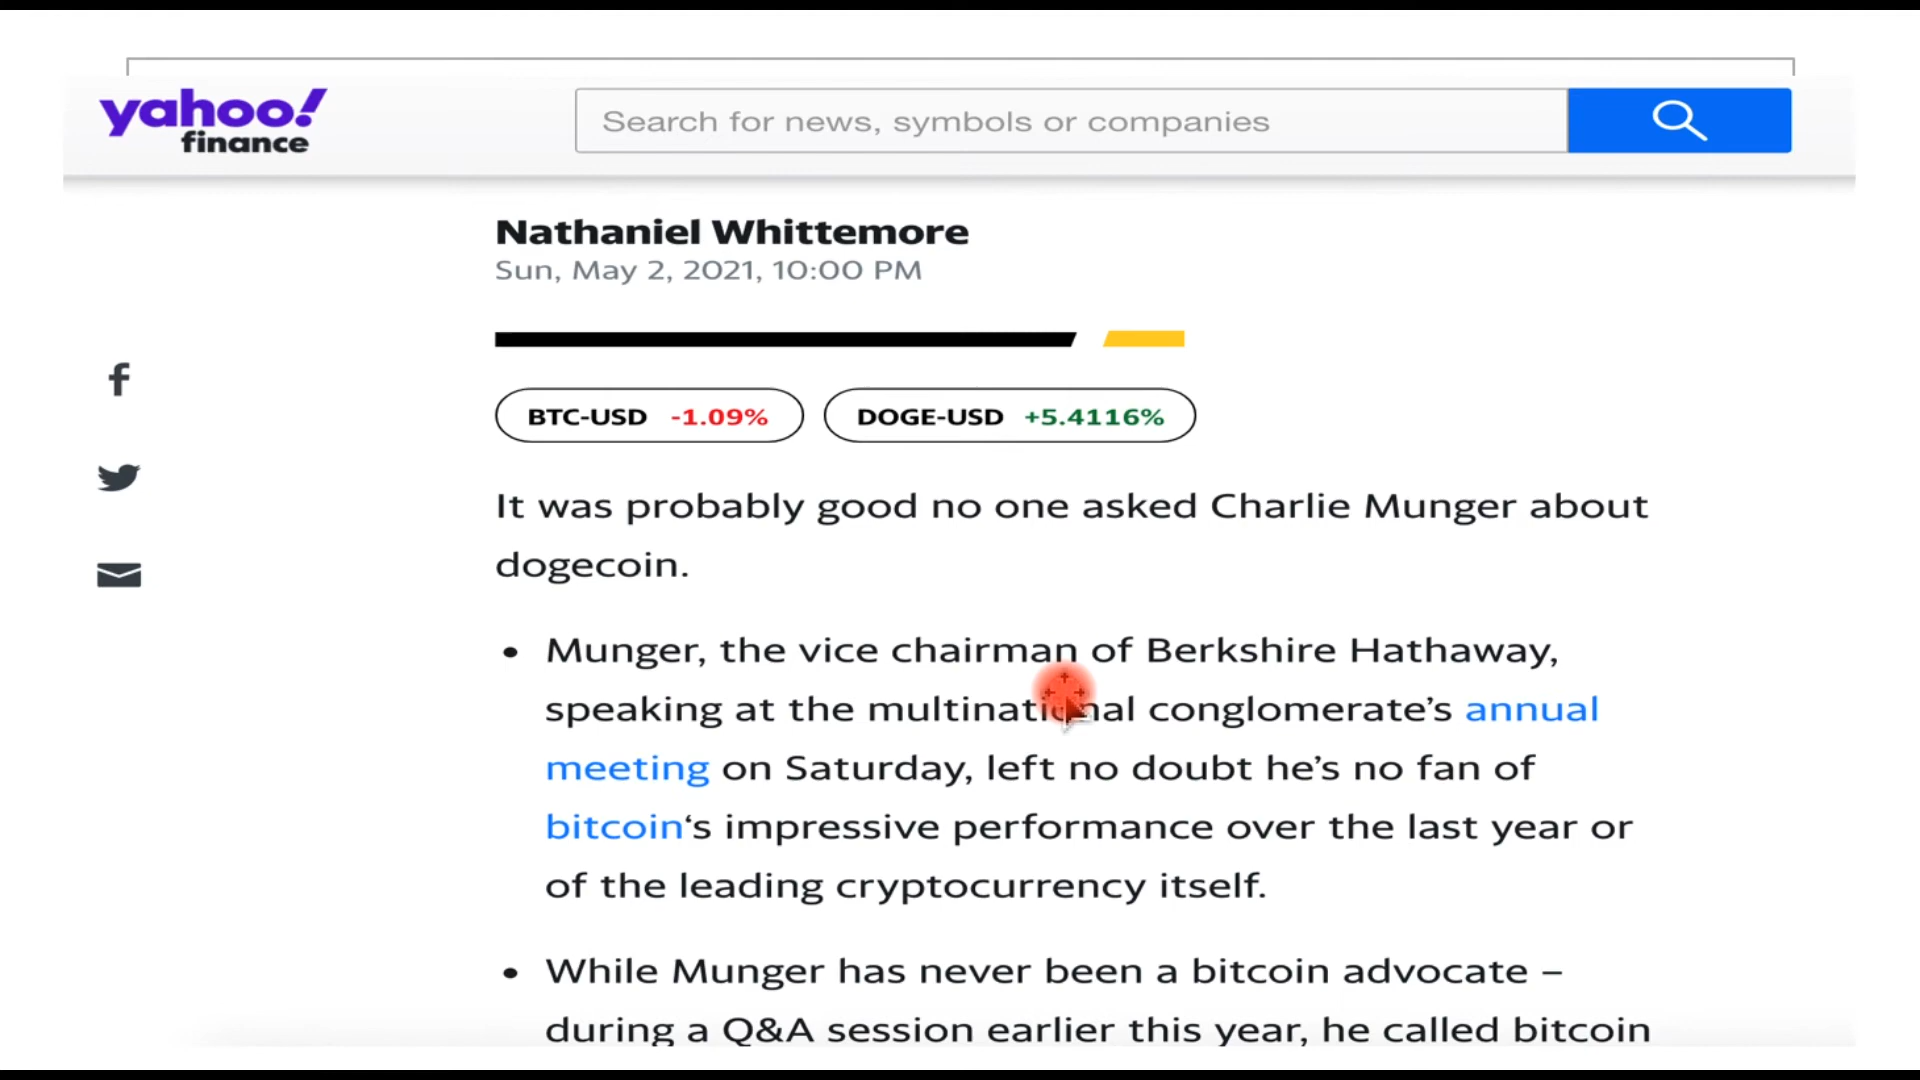 yahoo!
finance
Search for news, symbols or companies
Nathaniel Whittemore
Sun, May 2, 2021, 10:00 PM
BTC-USD -1.09% DOGE-USD +5.4116%
It was probably good no one asked Charlie Munger about
dogecoin.
• Munger, the vice chairman of Berkshire Hathaway,
speaking at the multinational conglomerate’s annual
meeting on Saturday, left no doubt he’s no fan of
bitcoin‘s impressive performance over the last year or
of the leading cryptocurrency itself.
• While Munger has never been a bitcoin advocate –
during a Q&A session earlier this year, he called bitcoin